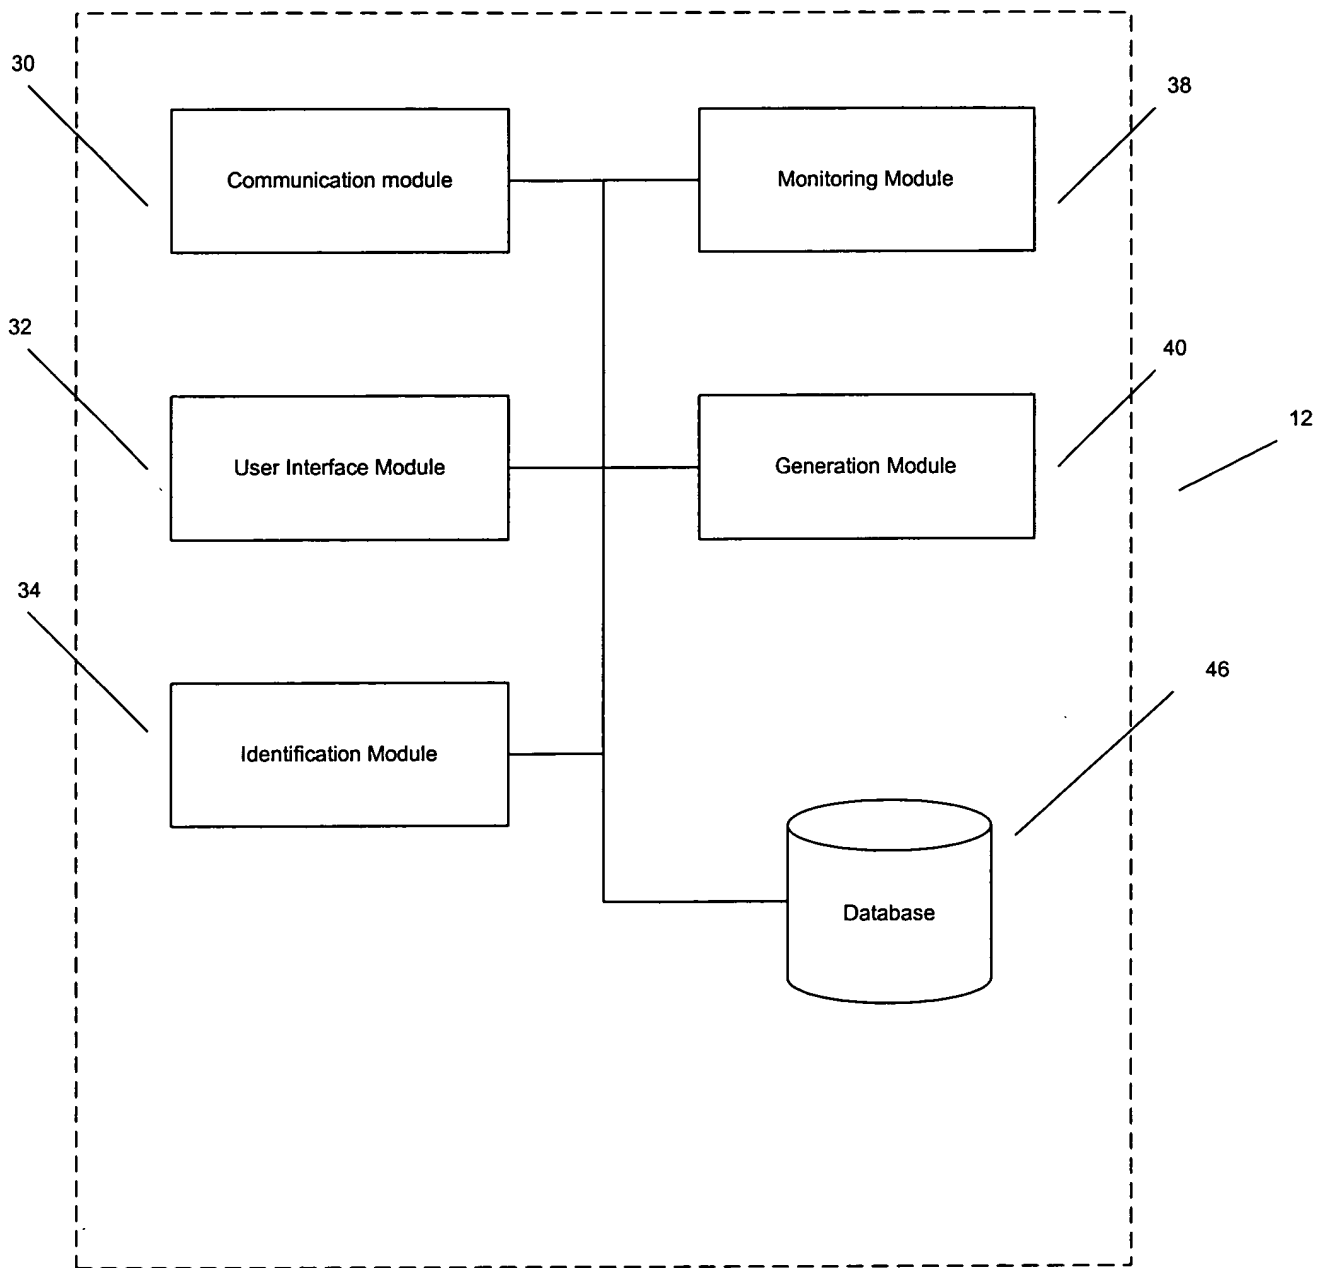 30
38
Communication module
Monitoring Module
32
40
12
User Interface Module
Generation Module
34
46
Identification Module
Database